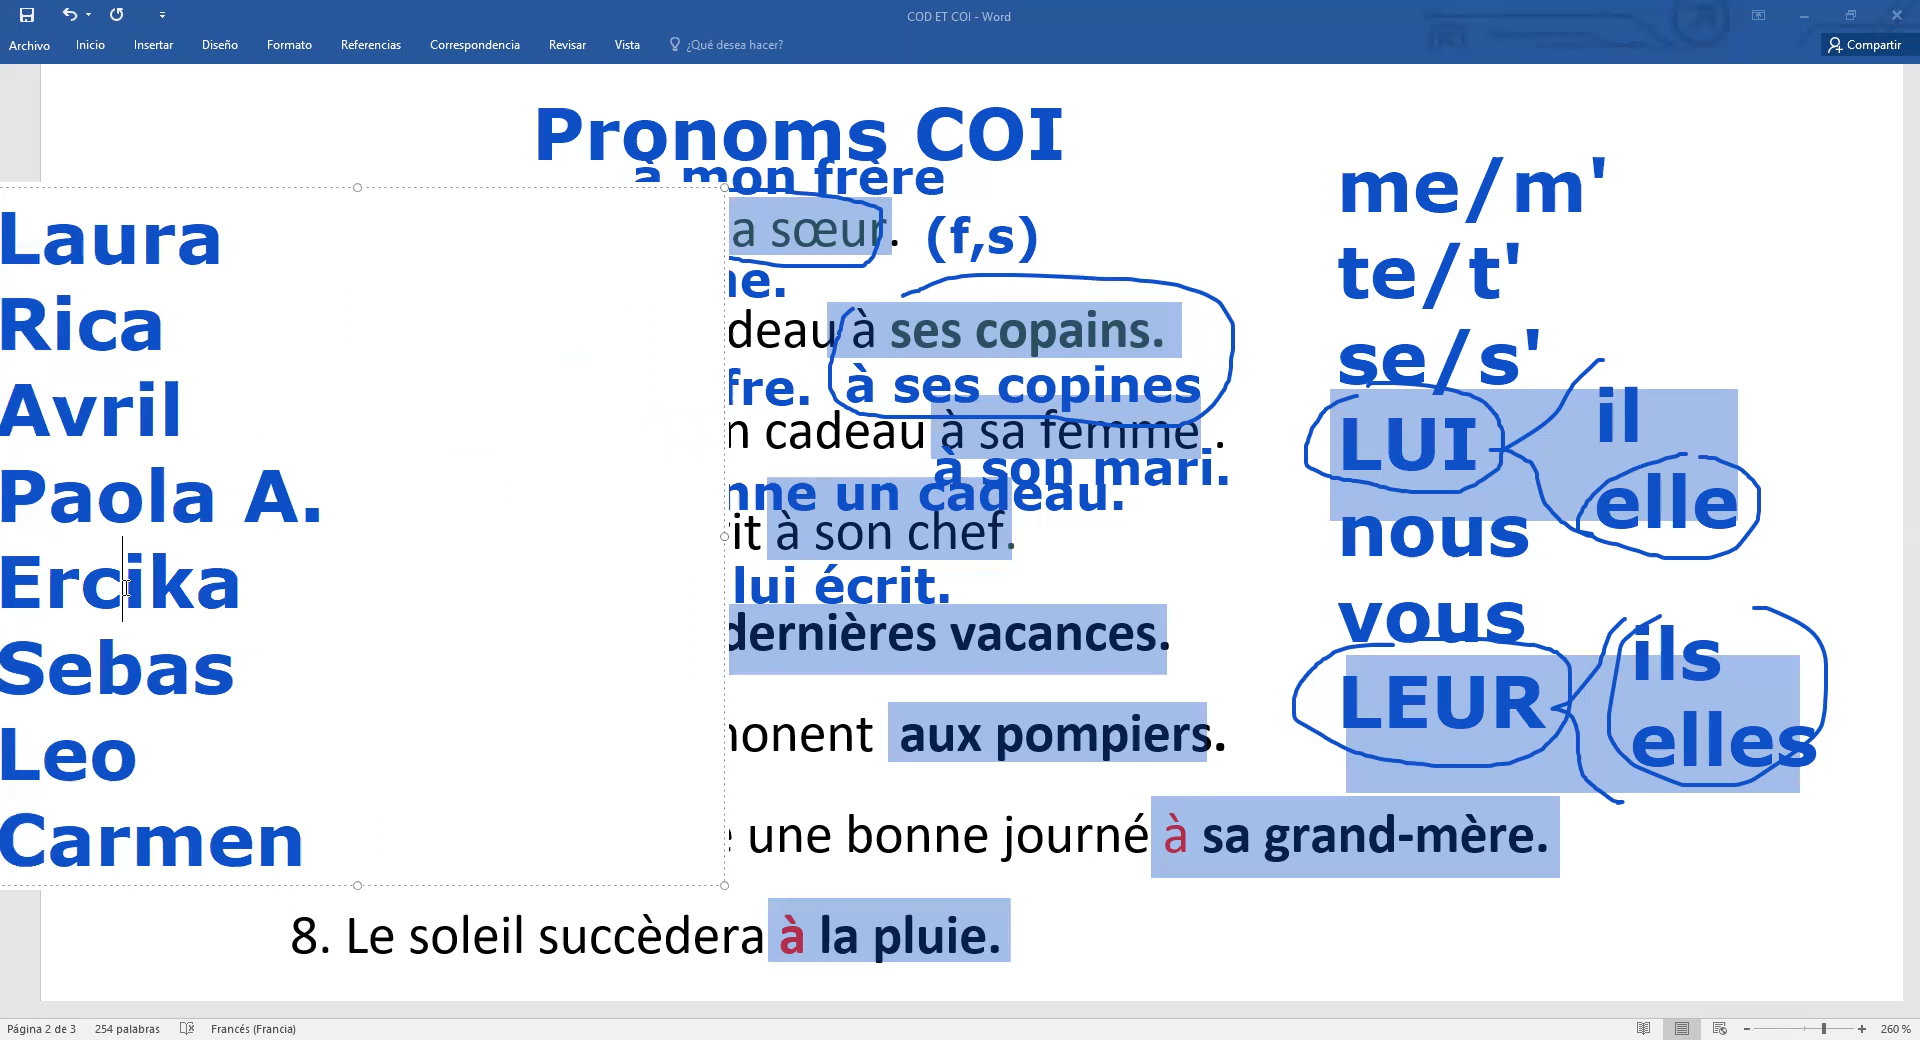 COD ET COI - Word
Archivo Inicio Insertar Diseño Formato Referencias Correspondencia Revisar Vista ¿Qué desea hacer? Compartir
Pronoms COI
à mon frère
a sœur. (f,s)
ne.
deau à ses copains.
fre. à ses copines
n cadeau à sa femme .
à son mari.
nne un cadeau.
it à son chef.
lui écrit.
dernières vacances.
honent aux pompiers.
une bonne journé à sa grand-mère.
8. Le soleil succèdera à la pluie.
Laura
Rica
Avril
Paola A.
Ercika
Sebas
Leo
Carmen
me/m'
te/t'
se/s'
LUI
il
elle
nous
vous
LEUR
ils
elles
Página 2 de 3 254 palabras Francés (Francia) 260 %